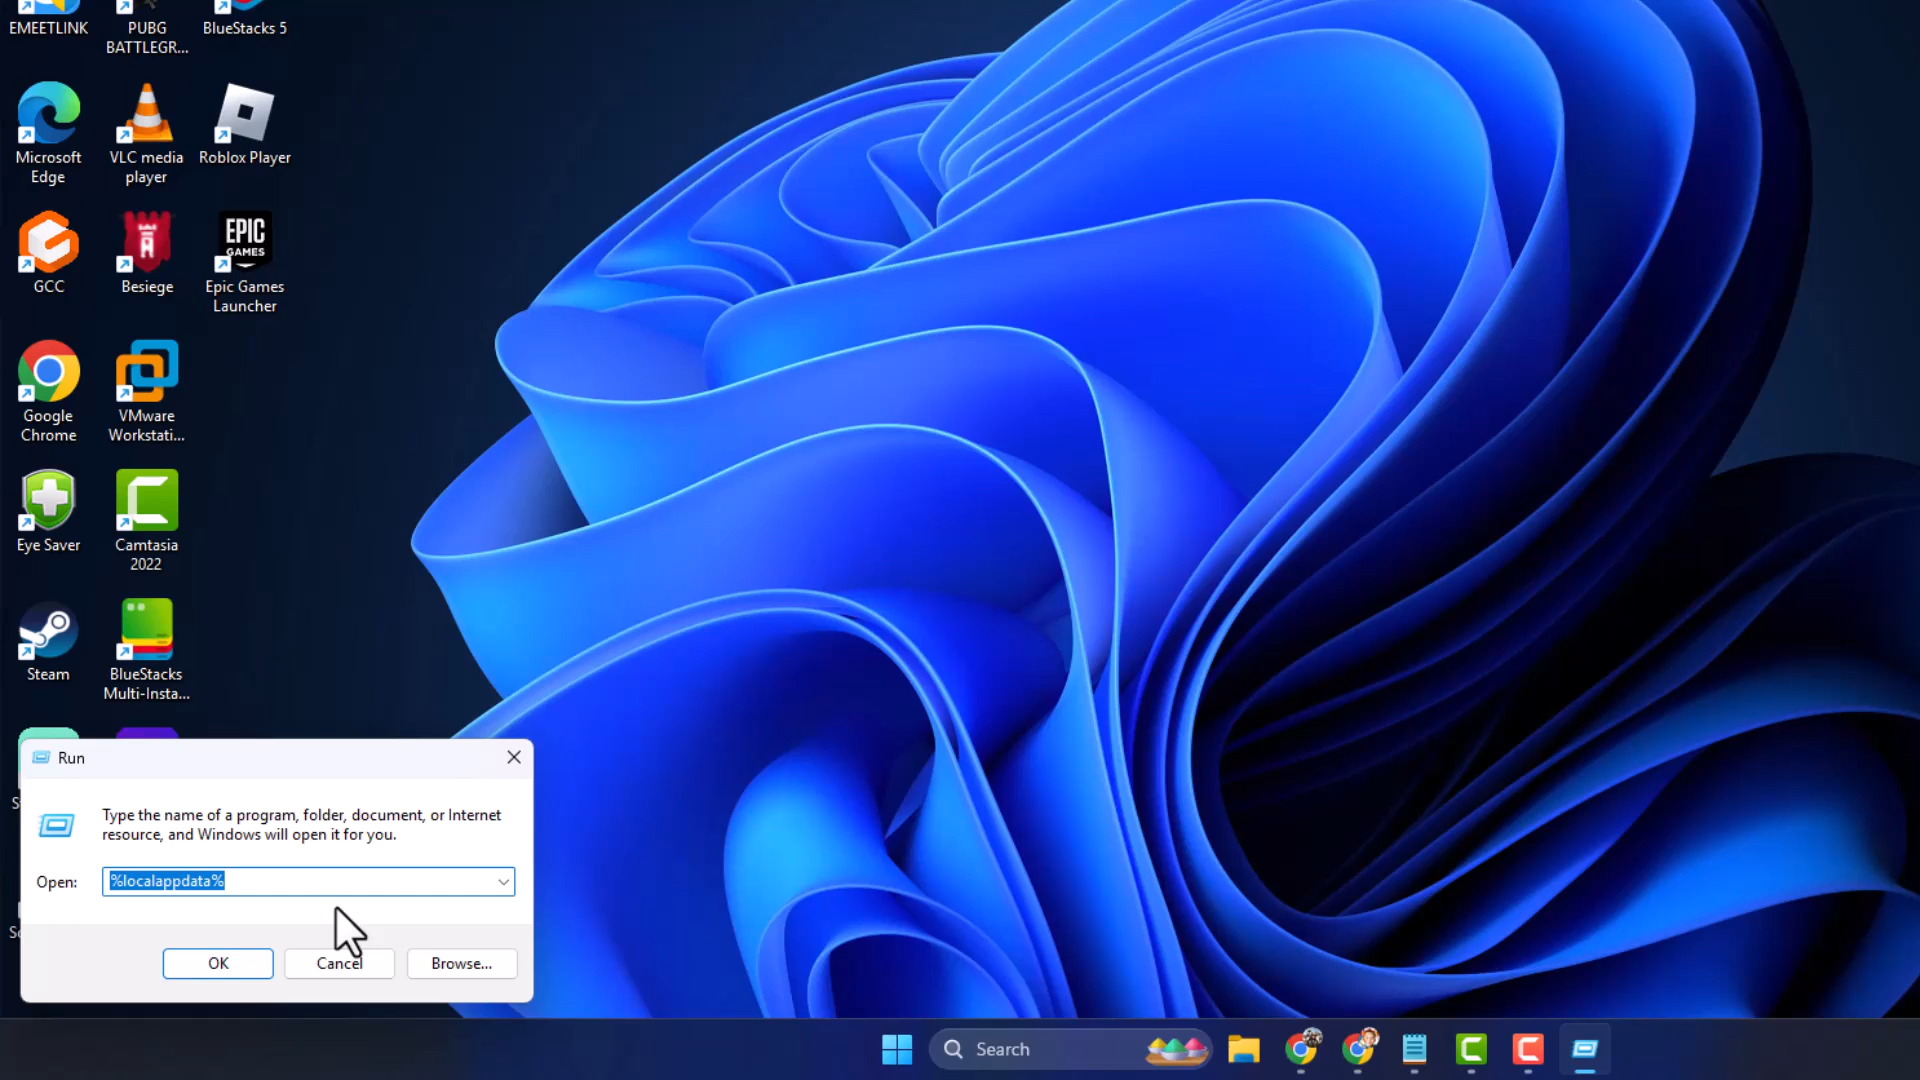 EMEETLINK
PUBG
BATTLEGR...
BlueStacks 5
Microsoft
Edge
VLC media
player
Roblox Player
GCC
Besiege
EPIC
GAMES
Epic Games
Launcher
Google
Chrome
VMware
Workstati...
Eye Saver
Camtasia
2022
Steam
BlueStacks
Multi-Insta...
Run
Type the name of a program, folder, document, or Internet
resource, and Windows will open it for you.
Open:
%localappdata%
OK
Cancel
Browse...
Search